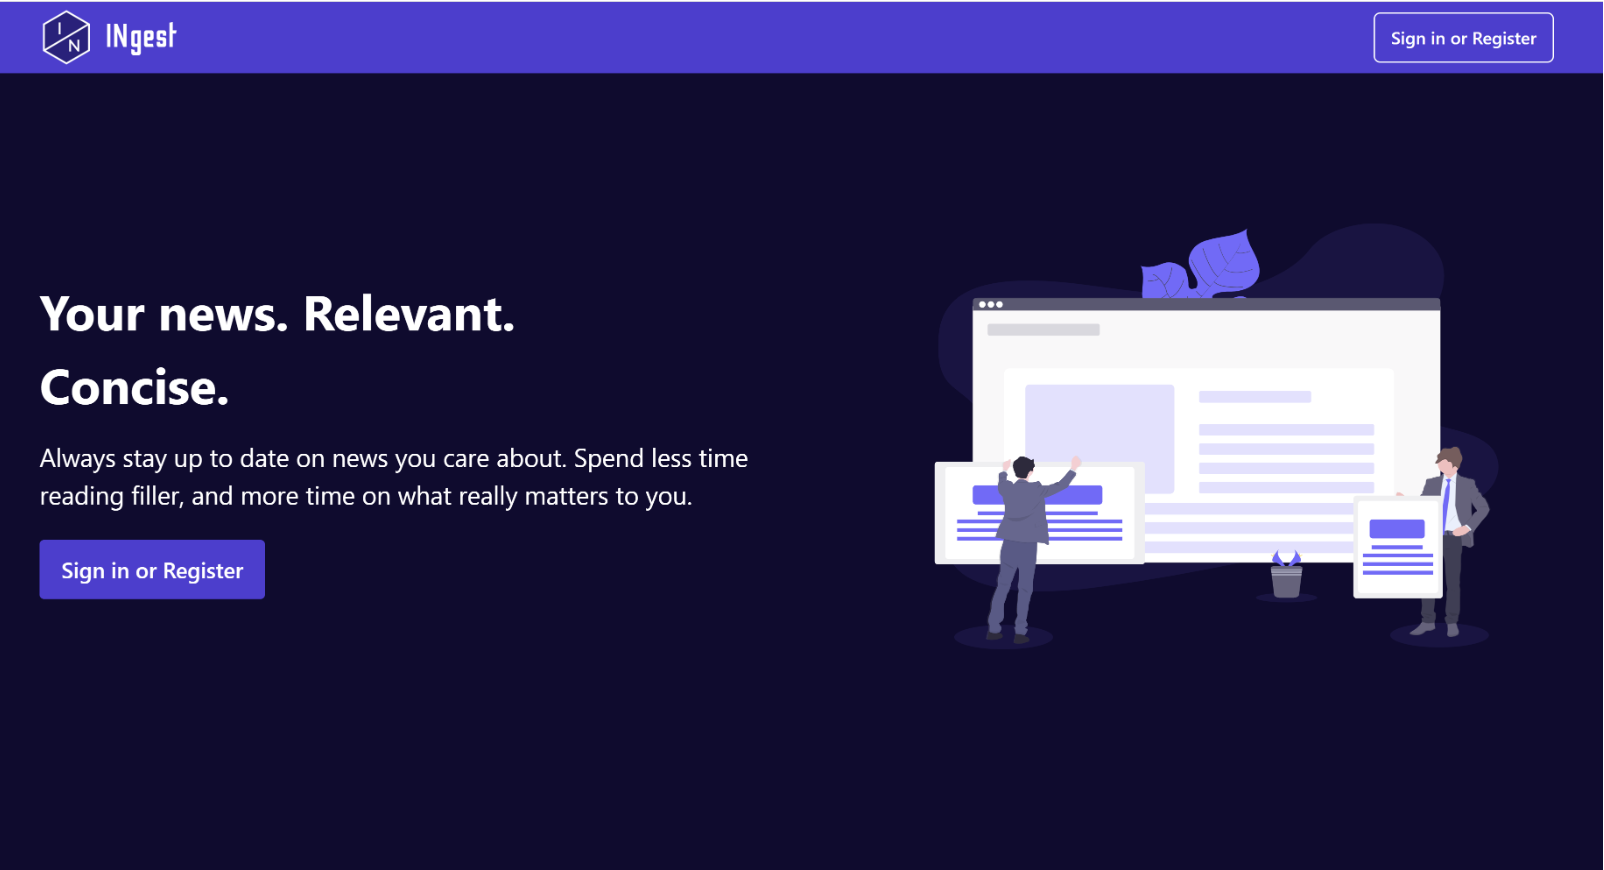 I
N
INgest
Sign in or Register
Your news. Relevant.
Concise.
Always stay up to date on news you care about. Spend less time
reading filler, and more time on what really matters to you.
Sign in or Register